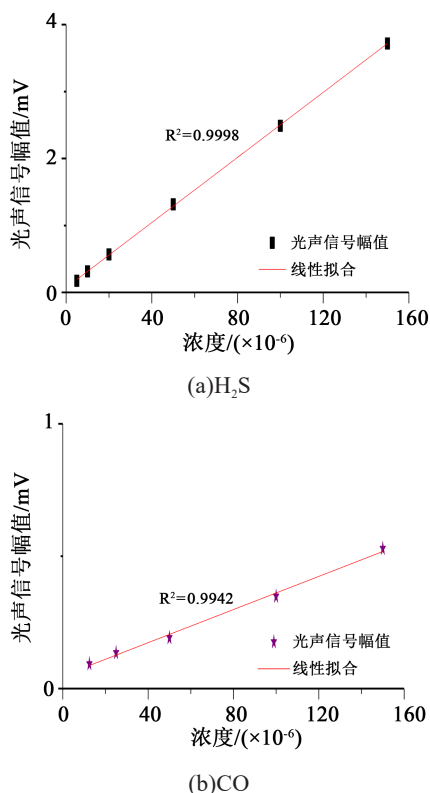 4
2
0
光声信号幅值/mV
R²=0.9998
光声信号幅值
线性拟合
0 40 80 120 160
浓度/(×10⁻⁶)
(a)H₂S
1
0
光声信号幅值/mV
R²=0.9942
光声信号幅值
线性拟合
0 40 80 120 160
浓度/(×10⁻⁶)
(b)CO